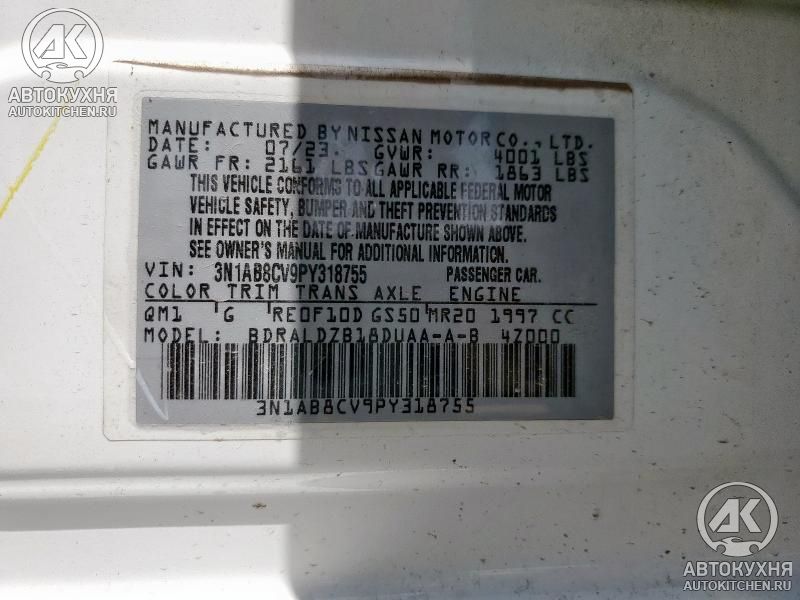 АВТОКУХНЯ
AUTOKITCHEN.RU
MANUFACTURED BY NISSAN MOTOR CO., LTD.
DATE: 07/23. GVWR: 4001 LBS
GAWR FR: 2161 LBS GAWR RR: 1863 LBS
THIS VEHICLE CONFORMS TO ALL APPLICABLE FEDERAL MOTOR
VEHICLE SAFETY, BUMPER AND THEFT PREVENTION STANDARDS
IN EFFECT ON THE DATE OF MANUFACTURE SHOWN ABOVE.
SEE OWNER'S MANUAL FOR ADDITIONAL INFORMATION.
VIN: 3N1AB8CV9PY318755 PASSENGER CAR.
COLOR TRIM TRANS AXLE ENGINE
QM1 G RE0F10D GS50 MR20 1997 CC
MODEL: BDRALDZB18DUAA-A-B 4Z000
3N1AB8CV9PY318755
АК
АВТОКУХНЯ
AUTOKITCHEN.RU